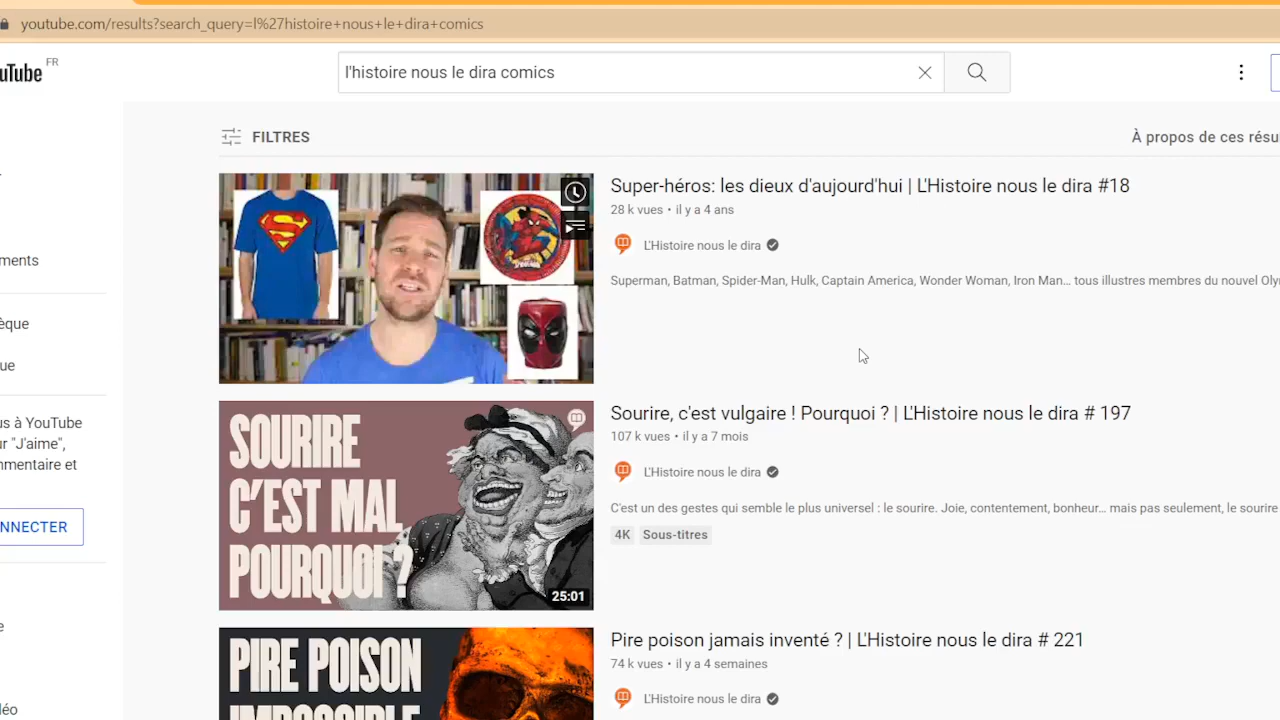 youtube.com/results?search_query=l%27histoire+nous+le+dira+comics
uTube FR
l'histoire nous le dira comics
FILTRES
À propos de ces résu
Super-héros: les dieux d'aujourd'hui | L'Histoire nous le dira #18
28 k vues • il y a 4 ans
L'Histoire nous le dira
Superman, Batman, Spider-Man, Hulk, Captain America, Wonder Woman, Iron Man... tous illustres membres du nouvel Oly
ments
èque
ue
us à YouTube
ur "J'aime",
mmentaire et
NNECTER
SOURIRE
C'EST MAL
POURQUOI ?
25:01
Sourire, c'est vulgaire ! Pourquoi ? | L'Histoire nous le dira # 197
107 k vues • il y a 7 mois
L'Histoire nous le dira
C'est un des gestes qui semble le plus universel : le sourire. Joie, contentement, bonheur... mais pas seulement, le sourire
4K Sous-titres
e
déo
PIRE POISON
IMPOSSIBLE
Pire poison jamais inventé ? | L'Histoire nous le dira # 221
74 k vues • il y a 4 semaines
L'Histoire nous le dira